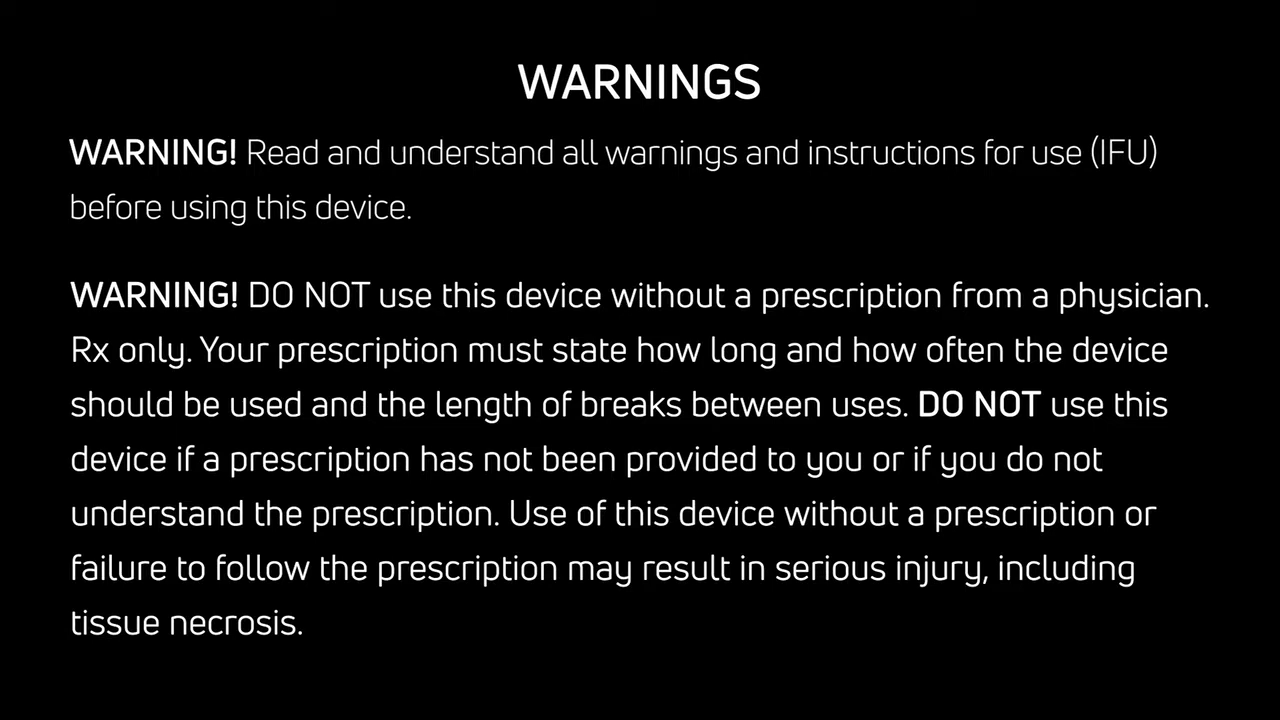 WARNINGS
WARNING! Read and understand all warnings and instructions for use (IFU)
before using this device.
WARNING! DO NOT use this device without a prescription from a physician.
Rx only. Your prescription must state how long and how often the device
should be used and the length of breaks between uses. DO NOT use this
device if a prescription has not been provided to you or if you do not
understand the prescription. Use of this device without a prescription or
failure to follow the prescription may result in serious injury, including
tissue necrosis.